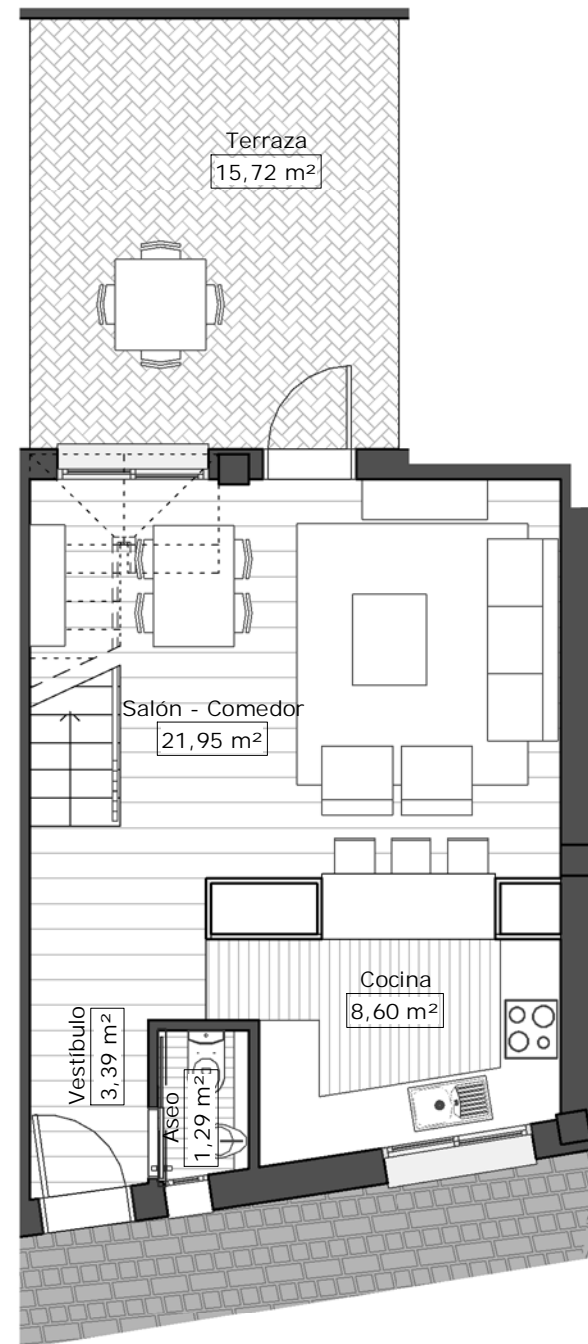 Terraza
15,72 m²
Salón - Comedor
21,95 m²
Cocina
8,60 m²
Vestíbulo
3,39 m²
Aseo
1,29 m²